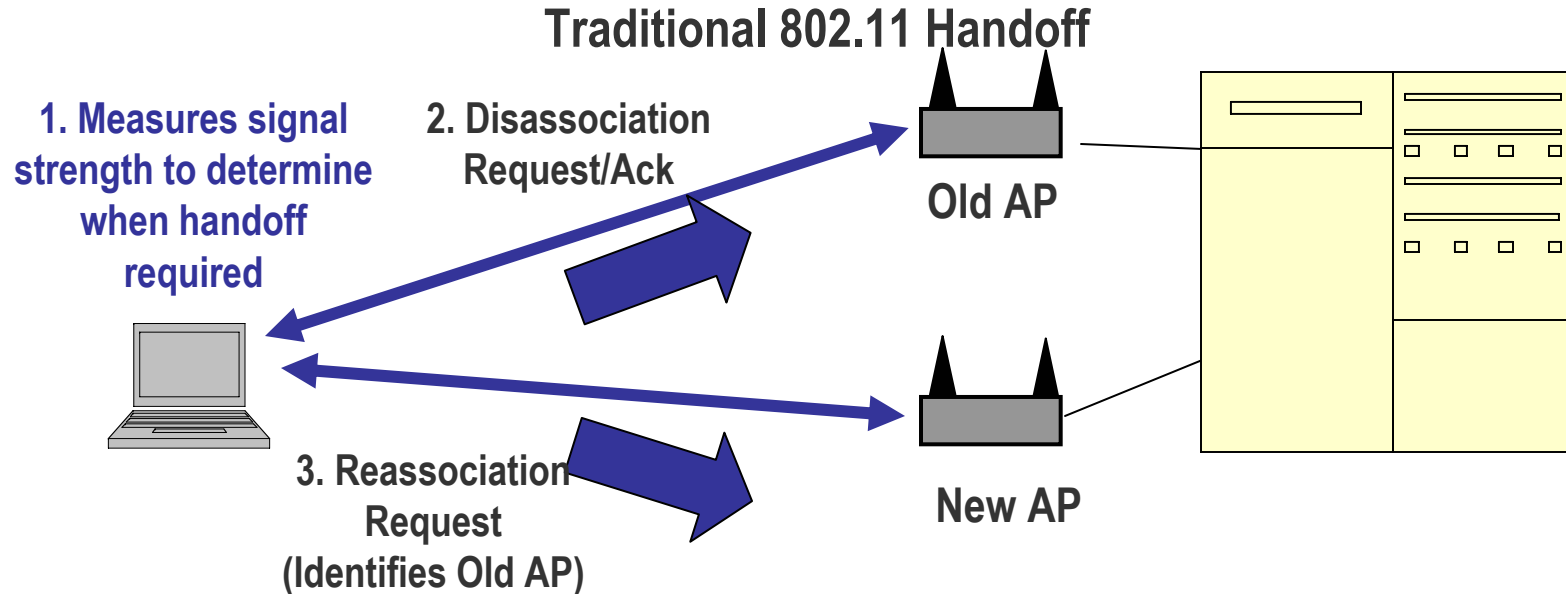 Traditional 802.11 Handoff
1. Measures signal
strength to determine
when handoff
required
2. Disassociation
Request/Ack
Old AP
3. Reassociation
Request
(Identifies Old AP)
New AP